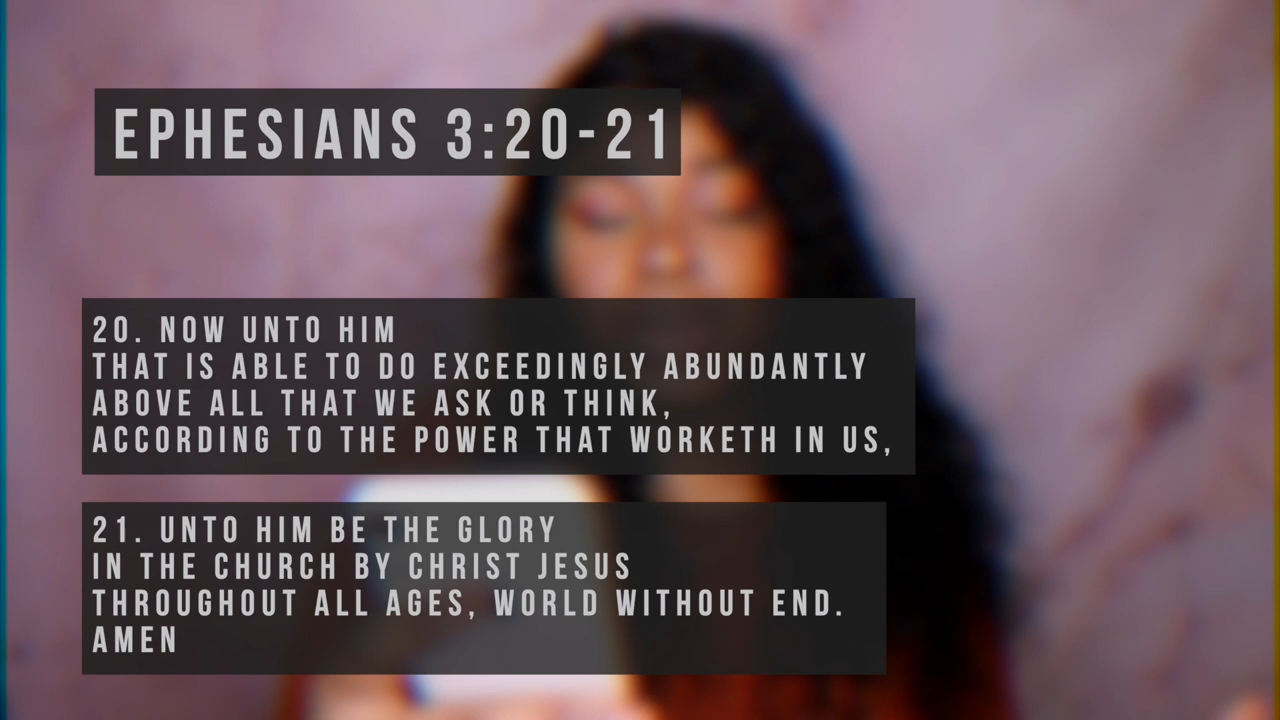 EPHESIANS 3:20-21
20. NOW UNTO HIM
THAT IS ABLE TO DO EXCEEDINGLY ABUNDANTLY
ABOVE ALL THAT WE ASK OR THINK,
ACCORDING TO THE POWER THAT WORKETH IN US,
21. UNTO HIM BE THE GLORY
IN THE CHURCH BY CHRIST JESUS
THROUGHOUT ALL AGES, WORLD WITHOUT END.
AMEN